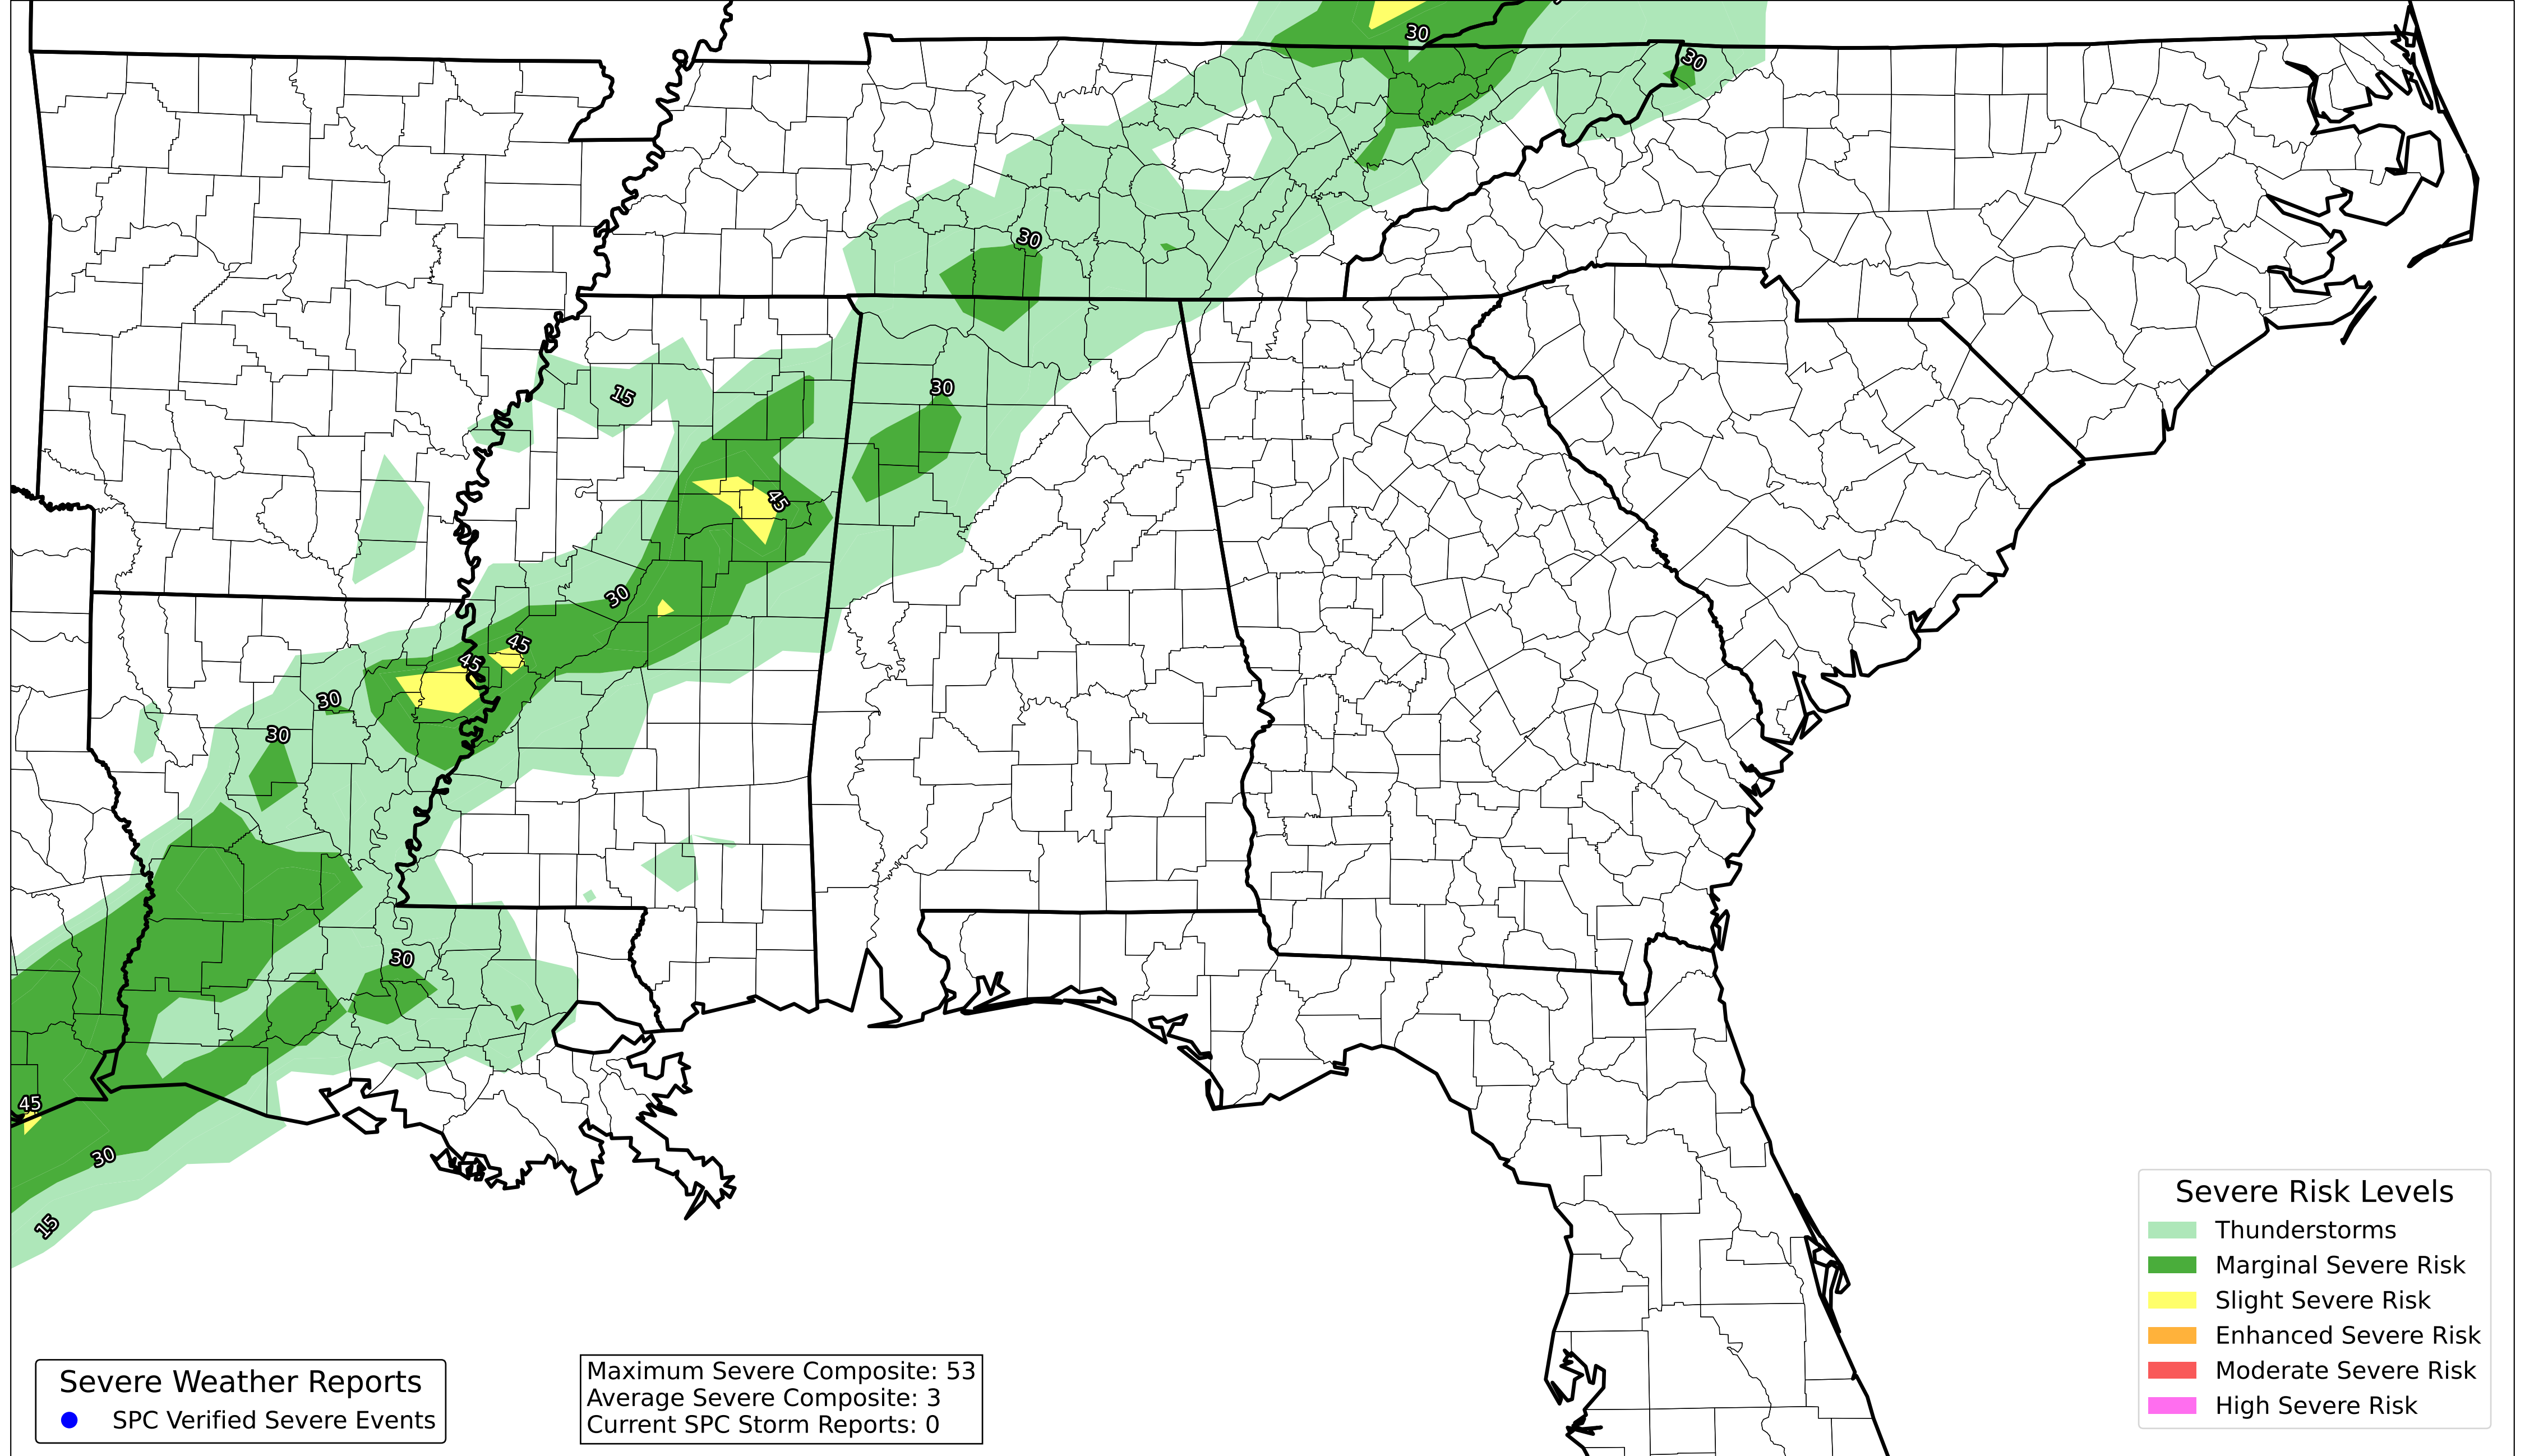 30
30
30
15
30
45
30
45
45
30
30
30
45
30
15
Severe Risk Levels
Thunderstorms
Marginal Severe Risk
Slight Severe Risk
Enhanced Severe Risk
Moderate Severe Risk
High Severe Risk
Severe Weather Reports
SPC Verified Severe Events
Maximum Severe Composite: 53
Average Severe Composite: 3
Current SPC Storm Reports: 0